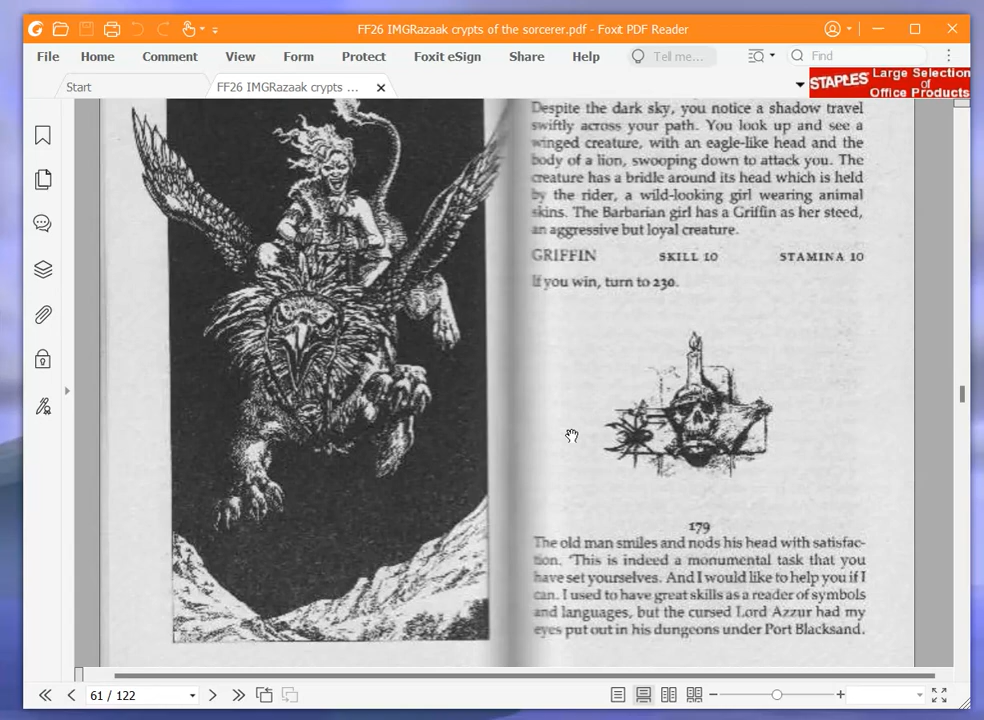 FF26 IMGRazaak crypts of the sorcerer.pdf - Foxit PDF Reader
File Home Comment View Form Protect Foxit eSign Share Help Tell me... Find
Start FF26 IMGRazaak crypts ... STAPLES Large Selection
of
Office Products
Despite the dark sky, you notice a shadow travel
swiftly across your path. You look up and see a
winged creature, with an eagle-like head and the
body of a lion, swooping down to attack you. The
creature has a bridle around its head which is held
by the rider, a wild-looking girl wearing animal
skins. The Barbarian girl has a Griffin as her steed,
an aggressive but loyal creature.
GRIFFIN SKILL 10 STAMINA 10
If you win, turn to 230.
179
The old man smiles and nods his head with satisfac-
tion. 'This is indeed a monumental task that you
have set yourselves. And I would like to help you if I
can. I used to have great skills as a reader of symbols
and languages, but the cursed Lord Azzur had my
eyes put out in his dungeons under Port Blacksand.
61 / 122